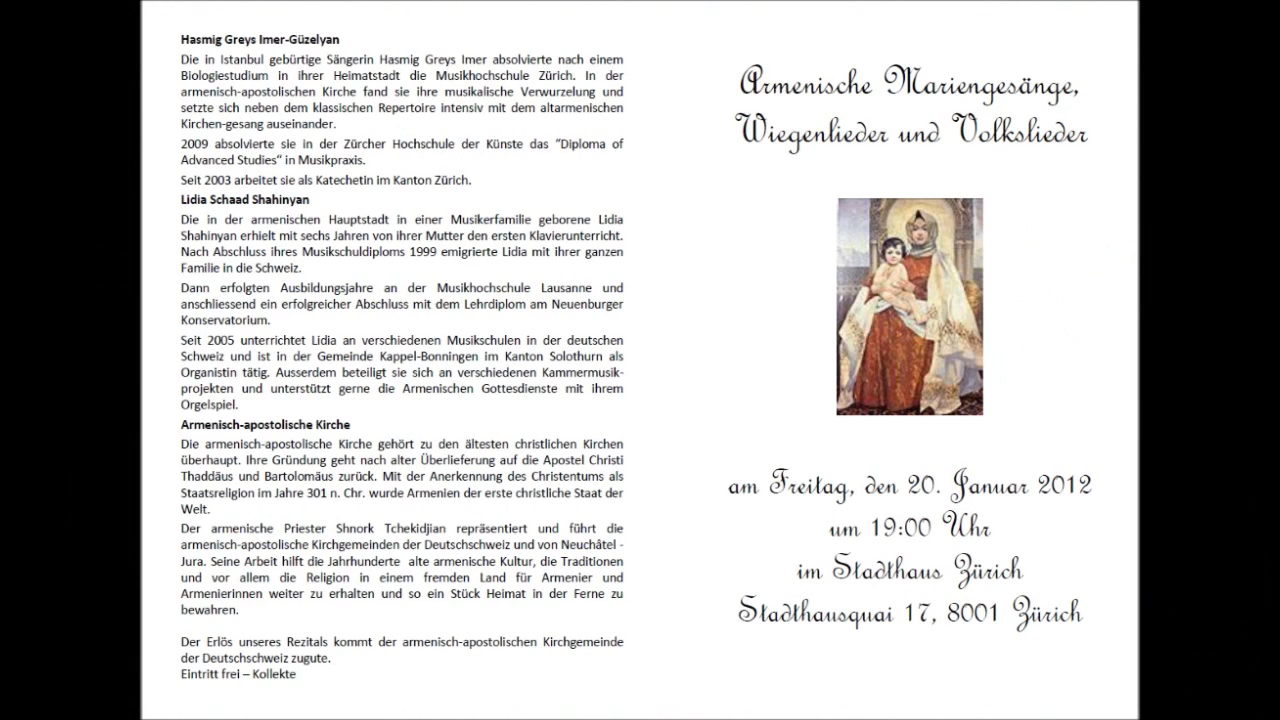 Hasmig Greys Imer-Güzelyan
Die in Istanbul gebürtige Sängerin Hasmig Greys Imer absolvierte nach einem
Biologiestudium in ihrer Heimatstadt die Musikhochschule Zürich. In der
armenisch-apostolischen Kirche fand sie ihre musikalische Verwurzelung und
setzte sich neben dem klassischen Repertoire intensiv mit dem altarmenischen
Kirchen-gesang auseinander.
2009 absolvierte sie in der Zürcher Hochschule der Künste das "Diploma of
Advanced Studies“ in Musikpraxis.
Seit 2003 arbeitet sie als Katechetin im Kanton Zürich.
Lidia Schaad Shahinyan
Die in der armenischen Hauptstadt in einer Musikerfamilie geborene Lidia
Shahinyan erhielt mit sechs Jahren von ihrer Mutter den ersten Klavierunterricht.
Nach Abschluss ihres Musikschuldiploms 1999 emigrierte Lidia mit ihrer ganzen
Familie in die Schweiz.
Dann erfolgten Ausbildungsjahre an der Musikhochschule Lausanne und
anschliessend ein erfolgreicher Abschluss mit dem Lehrdiplom am Neuenburger
Konservatorium.
Seit 2005 unterrichtet Lidia an verschiedenen Musikschulen in der deutschen
Schweiz und ist in der Gemeinde Kappel-Bonningen im Kanton Solothurn als
Organistin tätig. Ausserdem beteiligt sie sich an verschiedenen Kammermusik-
projekten und unterstützt gerne die Armenischen Gottesdienste mit ihrem
Orgelspiel.
Armenisch-apostolische Kirche
Die armenisch-apostolische Kirche gehört zu den ältesten christlichen Kirchen
überhaupt. Ihre Gründung geht nach alter Überlieferung auf die Apostel Christi
Thaddäus und Bartolomäus zurück. Mit der Anerkennung des Christentums als
Staatsreligion im Jahre 301 n. Chr. wurde Armenien der erste christliche Staat der
Welt.
Der armenische Priester Shnork Tchekidjian repräsentiert und führt die
armenisch-apostolische Kirchgemeinden der Deutschschweiz und von Neuchâtel -
Jura. Seine Arbeit hilft die Jahrhunderte alte armenische Kultur, die Traditionen
und vor allem die Religion in einem fremden Land für Armenier und
Armenierinnen weiter zu erhalten und so ein Stück Heimat in der Ferne zu
bewahren.
Der Erlös unseres Rezitals kommt der armenisch-apostolischen Kirchgemeinde
der Deutschschweiz zugute.
Eintritt frei – Kollekte
Armenische Mariengesänge,
Wiegenlieder und Volkslieder
am Freitag, den 20. Januar 2012
um 19:00 Uhr
im Stadthaus Zürich
Stadthausquai 17, 8001 Zürich